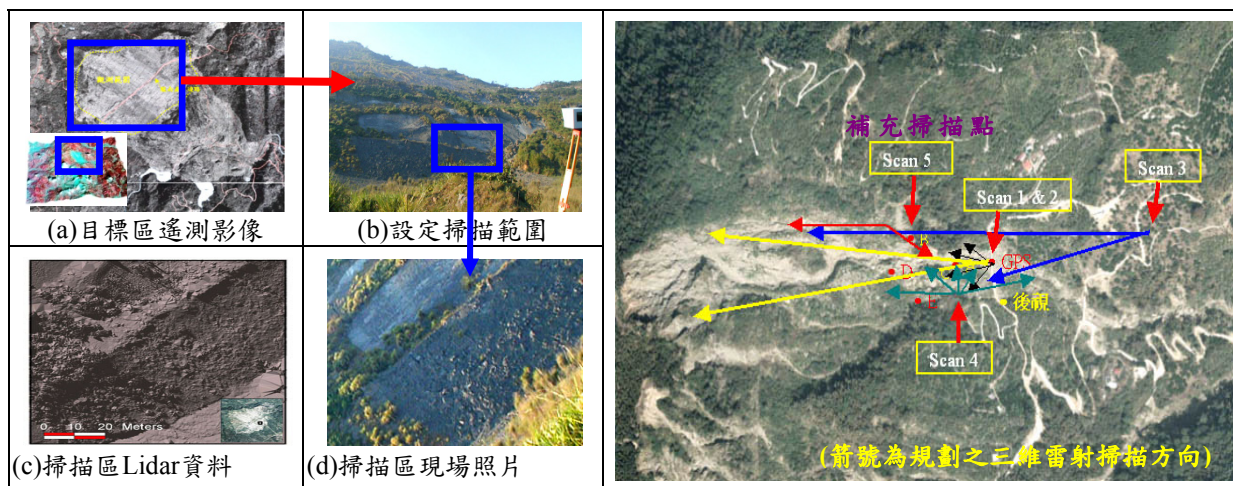 (a)目標區遙測影像
(b)設定掃描範圍
0 10 20 Meters
(c)掃描區Lidar資料
(d)掃描區現場照片
補充掃描點
Scan 5
Scan 1 & 2
Scan 3
GPS
D
後視
Scan 4
(箭號為規劃之三維雷射掃描方向)